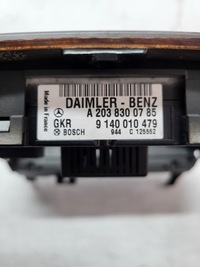 Made in France
DAIMLER - BENZ
A 203 830 07 85
GKR 9 140 010 479
BOSCH 944 C 125552